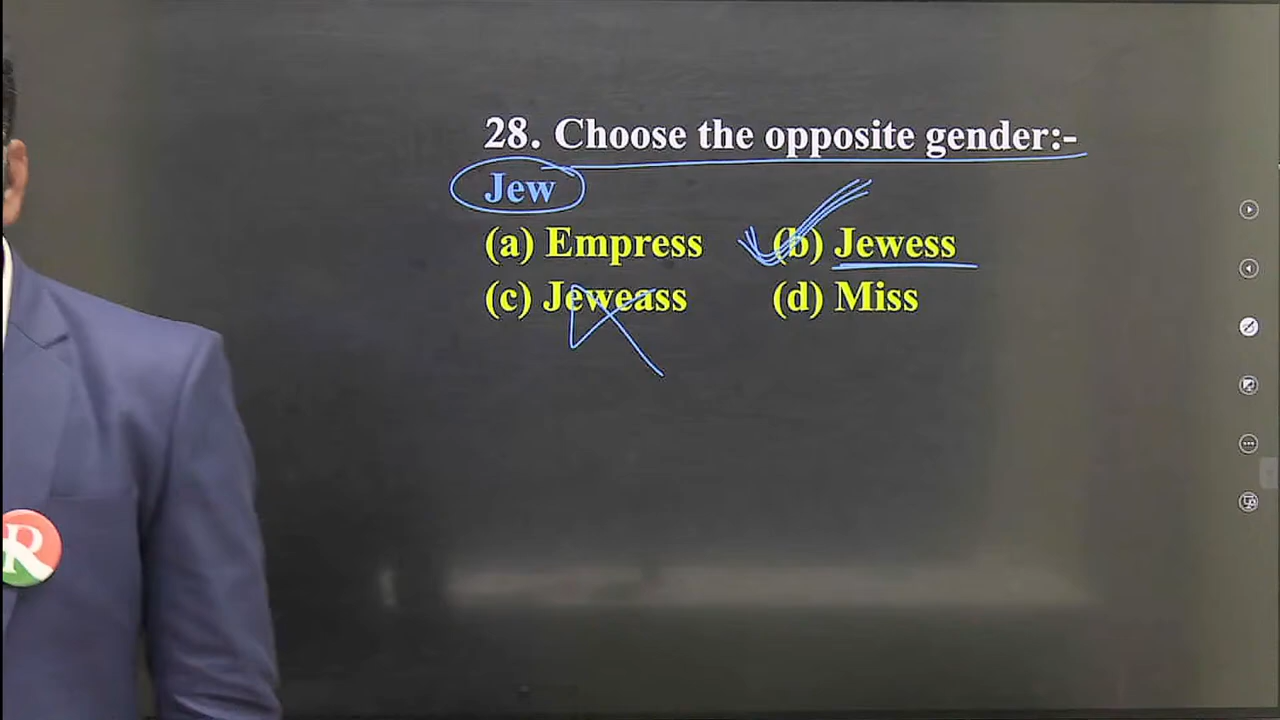 28. Choose the opposite gender:-
Jew
(a) Empress (b) Jewess
(c) Jeweass (d) Miss
R